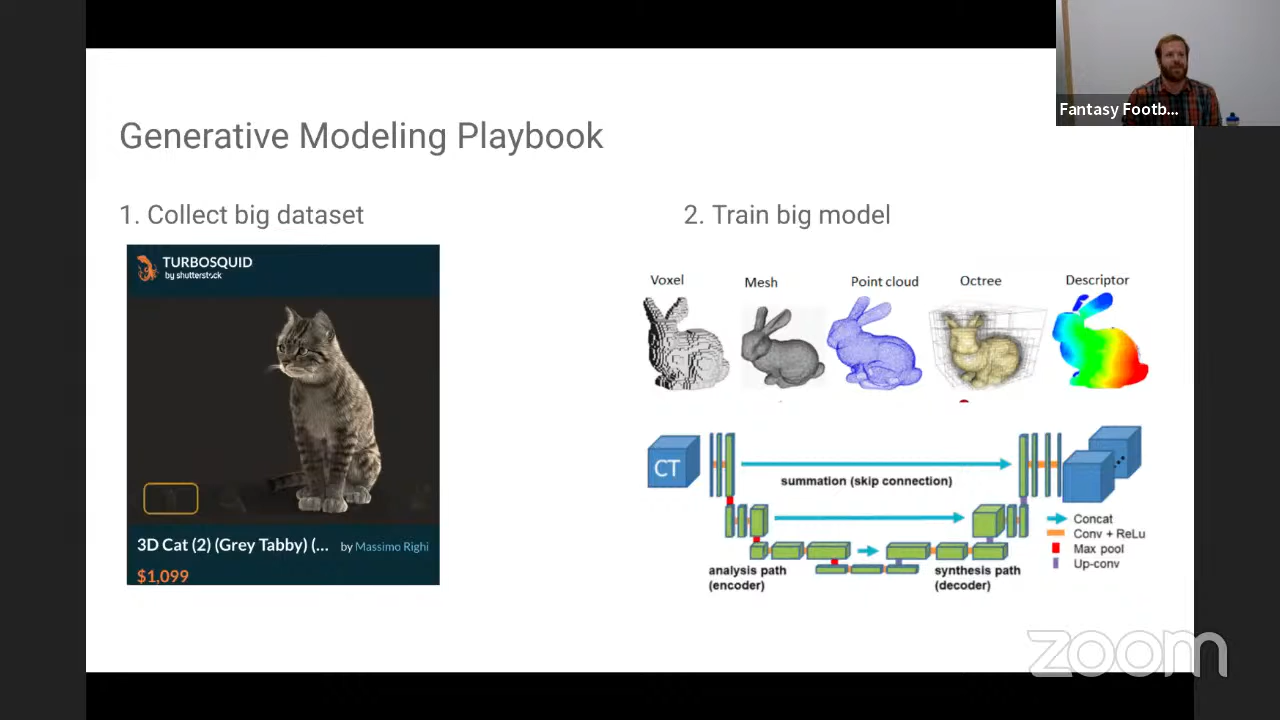 Fantasy Footb...
Generative Modeling Playbook
1. Collect big dataset
2. Train big model
TURBOSQUID
by shutterstock
3D Cat (2) (Grey Tabby) (... by Massimo Righi
$1,099
Voxel Mesh Point cloud Octree Descriptor
CT
summation (skip connection)
analysis path
(encoder)
synthesis path
(decoder)
Concat
Conv + ReLu
Max pool
Up-conv
zoom